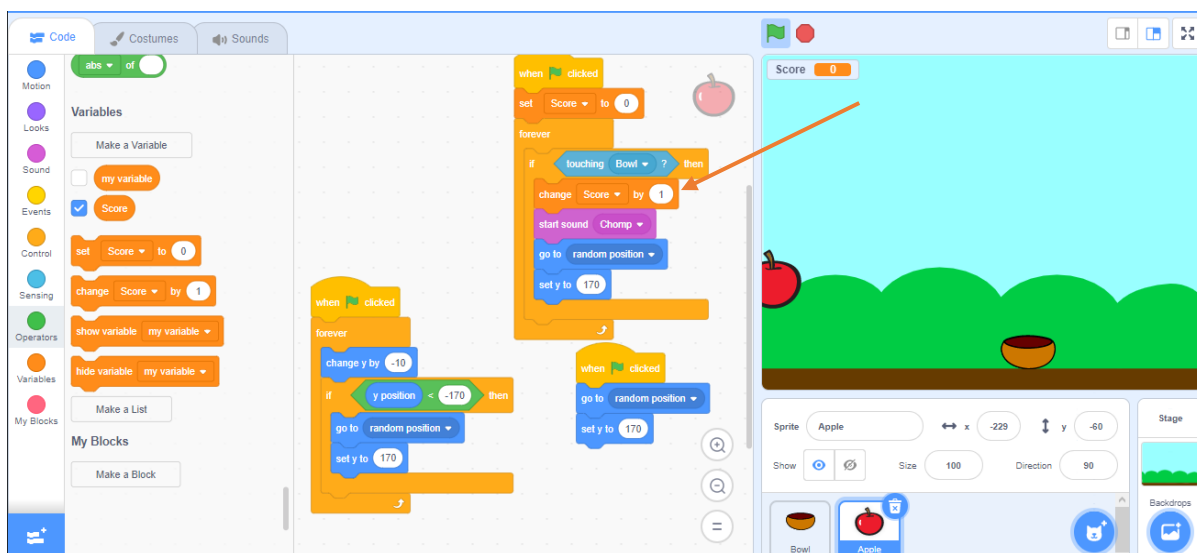 Code
Costumes
Sounds
Motion
Looks
Sound
Events
Control
Sensing
Operators
Variables
My Blocks
abs of
Variables
Make a Variable
my variable
Score
set Score to 0
change Score by 1
show variable my variable
hide variable my variable
Make a List
My Blocks
Make a Block
when clicked
forever
change y by -10
if y position < -170 then
go to random position
set y to 170
when clicked
set Score to 0
forever
if touching Bowl ? then
change Score by 1
start sound Chomp
go to random position
set y to 170
when clicked
go to random position
set y to 170
Score 0
Sprite Apple x -229 y -60
Show Size 100 Direction 90
Bowl
Apple
Stage
Backdrops